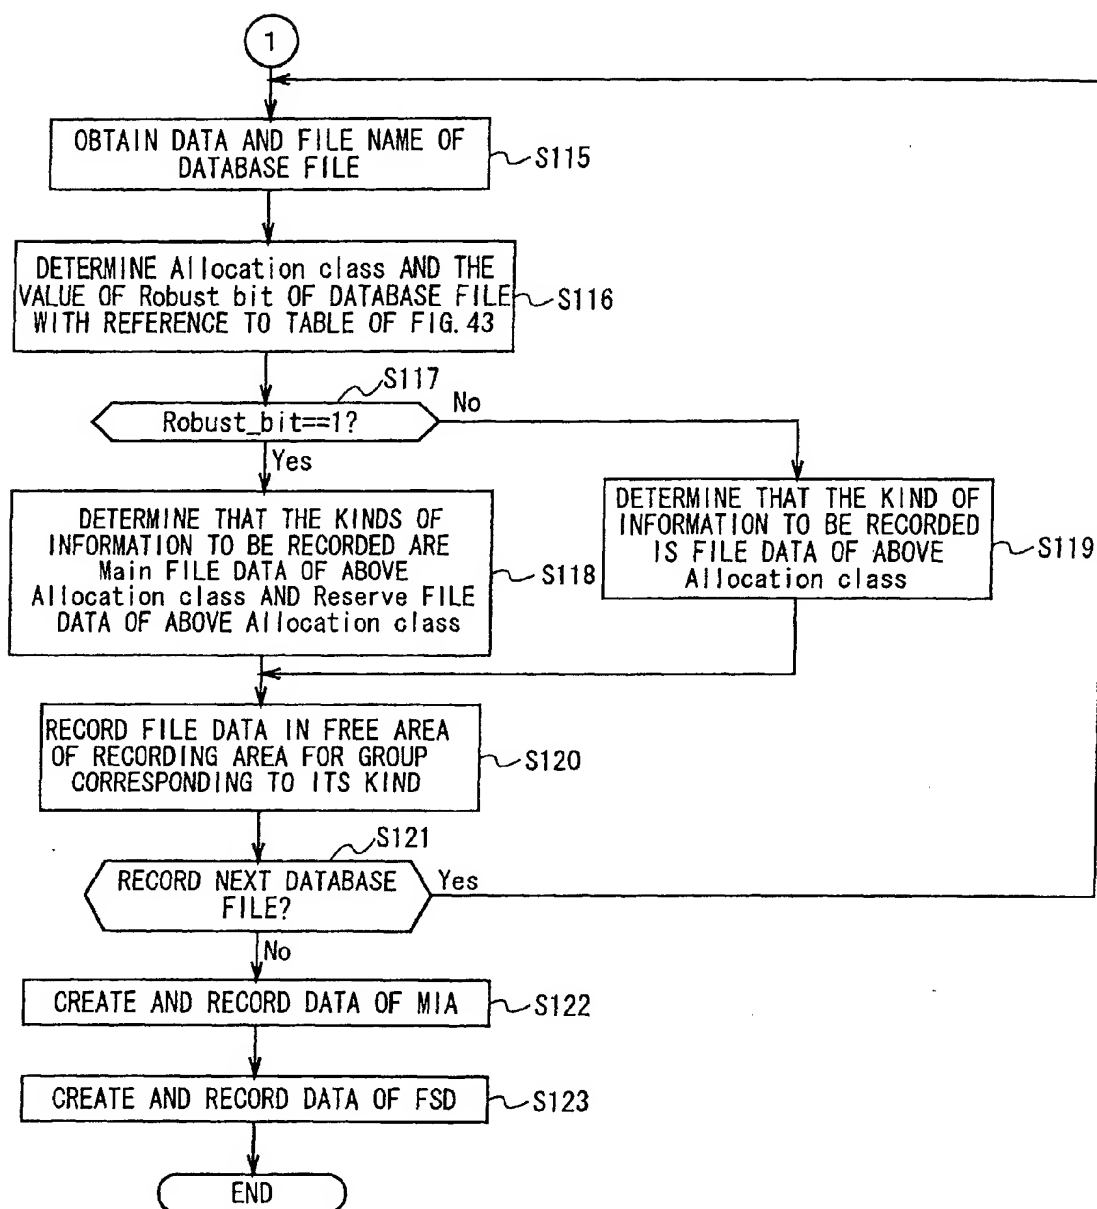 1
OBTAIN DATA AND FILE NAME OF
DATABASE FILE
S115
DETERMINE Allocation class AND THE
VALUE OF Robust bit OF DATABASE FILE
WITH REFERENCE TO TABLE OF FIG.43
S116
S117
Robust_bit==1?
No
Yes
DETERMINE THAT THE KINDS OF
INFORMATION TO BE RECORDED ARE
Main FILE DATA OF ABOVE
Allocation class AND Reserve FILE
DATA OF ABOVE Allocation class
S118
DETERMINE THAT THE KIND OF
INFORMATION TO BE RECORDED
IS FILE DATA OF ABOVE
Allocation class
S119
RECORD FILE DATA IN FREE AREA
OF RECORDING AREA FOR GROUP
CORRESPONDING TO ITS KIND
S120
S121
RECORD NEXT DATABASE
FILE?
Yes
No
CREATE AND RECORD DATA OF MIA
S122
CREATE AND RECORD DATA OF FSD
S123
END